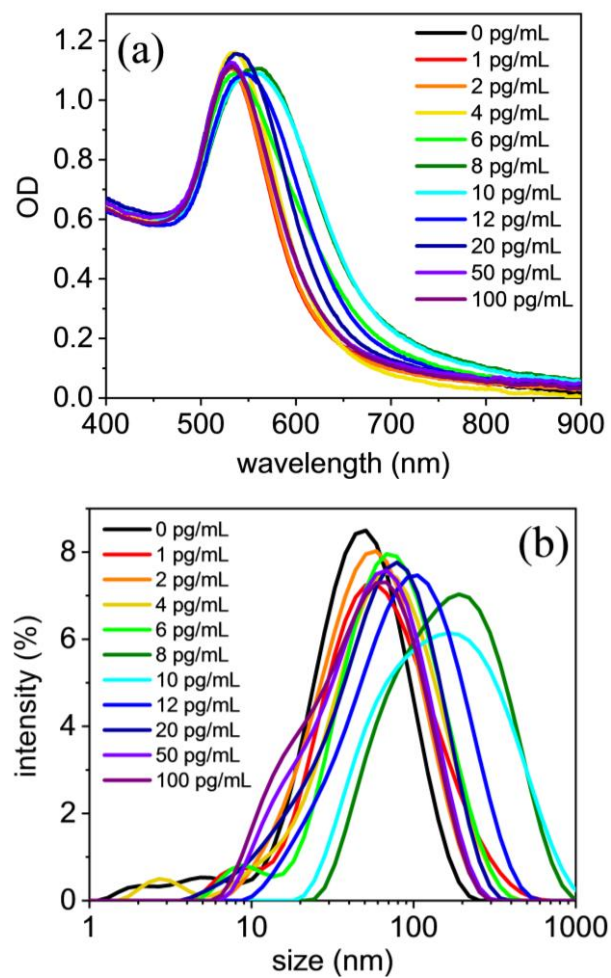 (a)
1.2
1.0
0.8
0.6
0.4
0.2
0.0
OD
0 pg/mL
1 pg/mL
2 pg/mL
4 pg/mL
6 pg/mL
8 pg/mL
10 pg/mL
12 pg/mL
20 pg/mL
50 pg/mL
100 pg/mL
400 500 600 700 800 900
wavelength (nm)
(b)
8
6
4
2
0
intensity (%)
0 pg/mL
1 pg/mL
2 pg/mL
4 pg/mL
6 pg/mL
8 pg/mL
10 pg/mL
12 pg/mL
20 pg/mL
50 pg/mL
100 pg/mL
1 10 100 1000
size (nm)